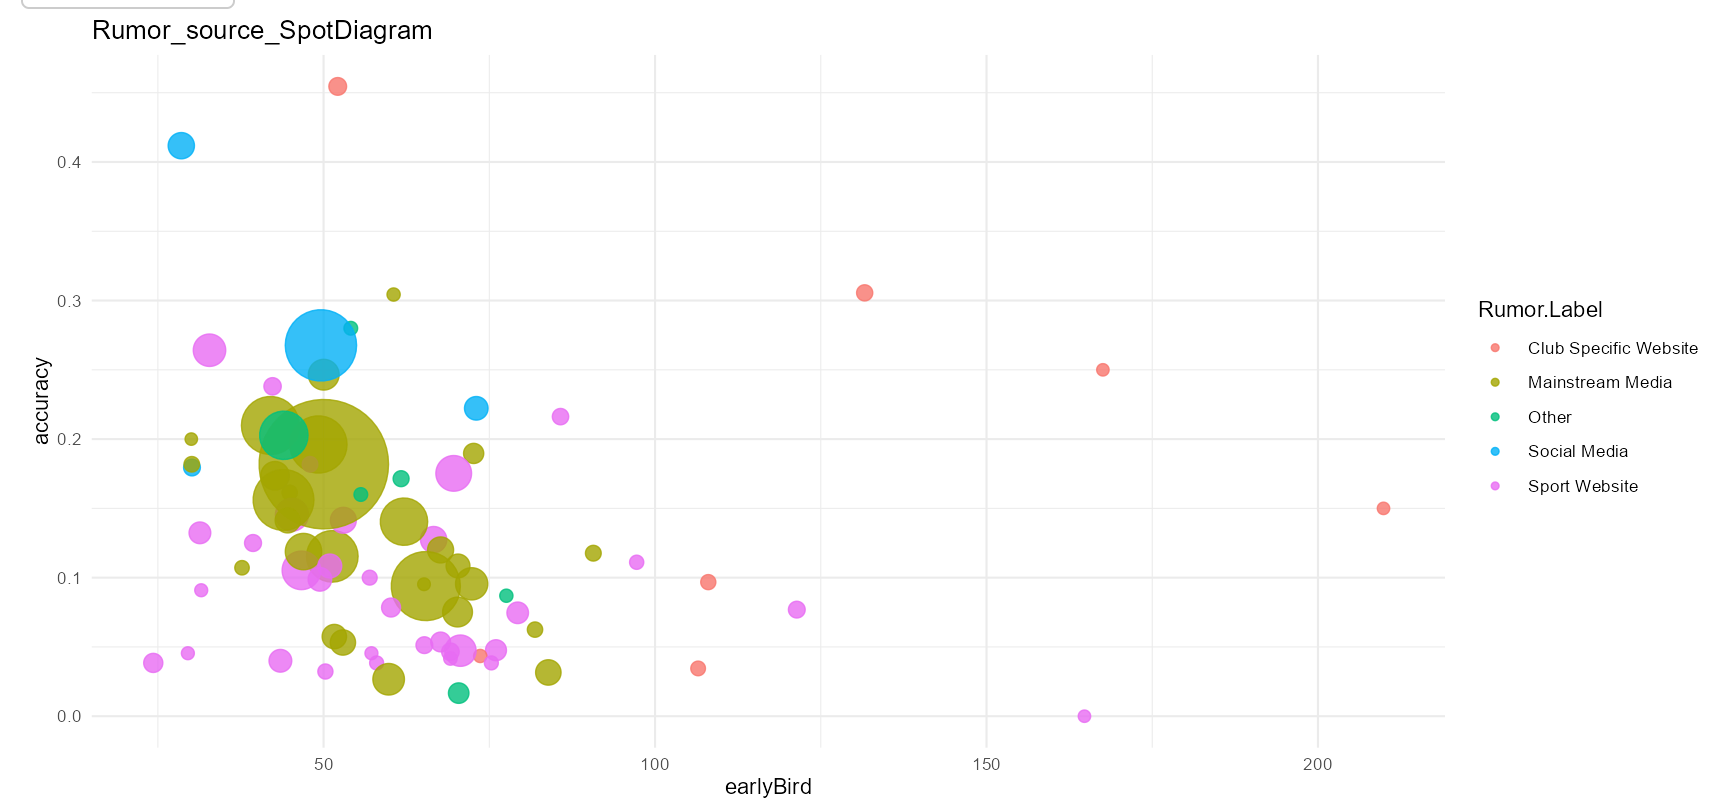 Rumor_source_SpotDiagram
0.4
0.3
0.2
0.1
0.0
accuracy
50
100
150
200
earlyBird
Rumor.Label
Club Specific Website
Mainstream Media
Other
Social Media
Sport Website